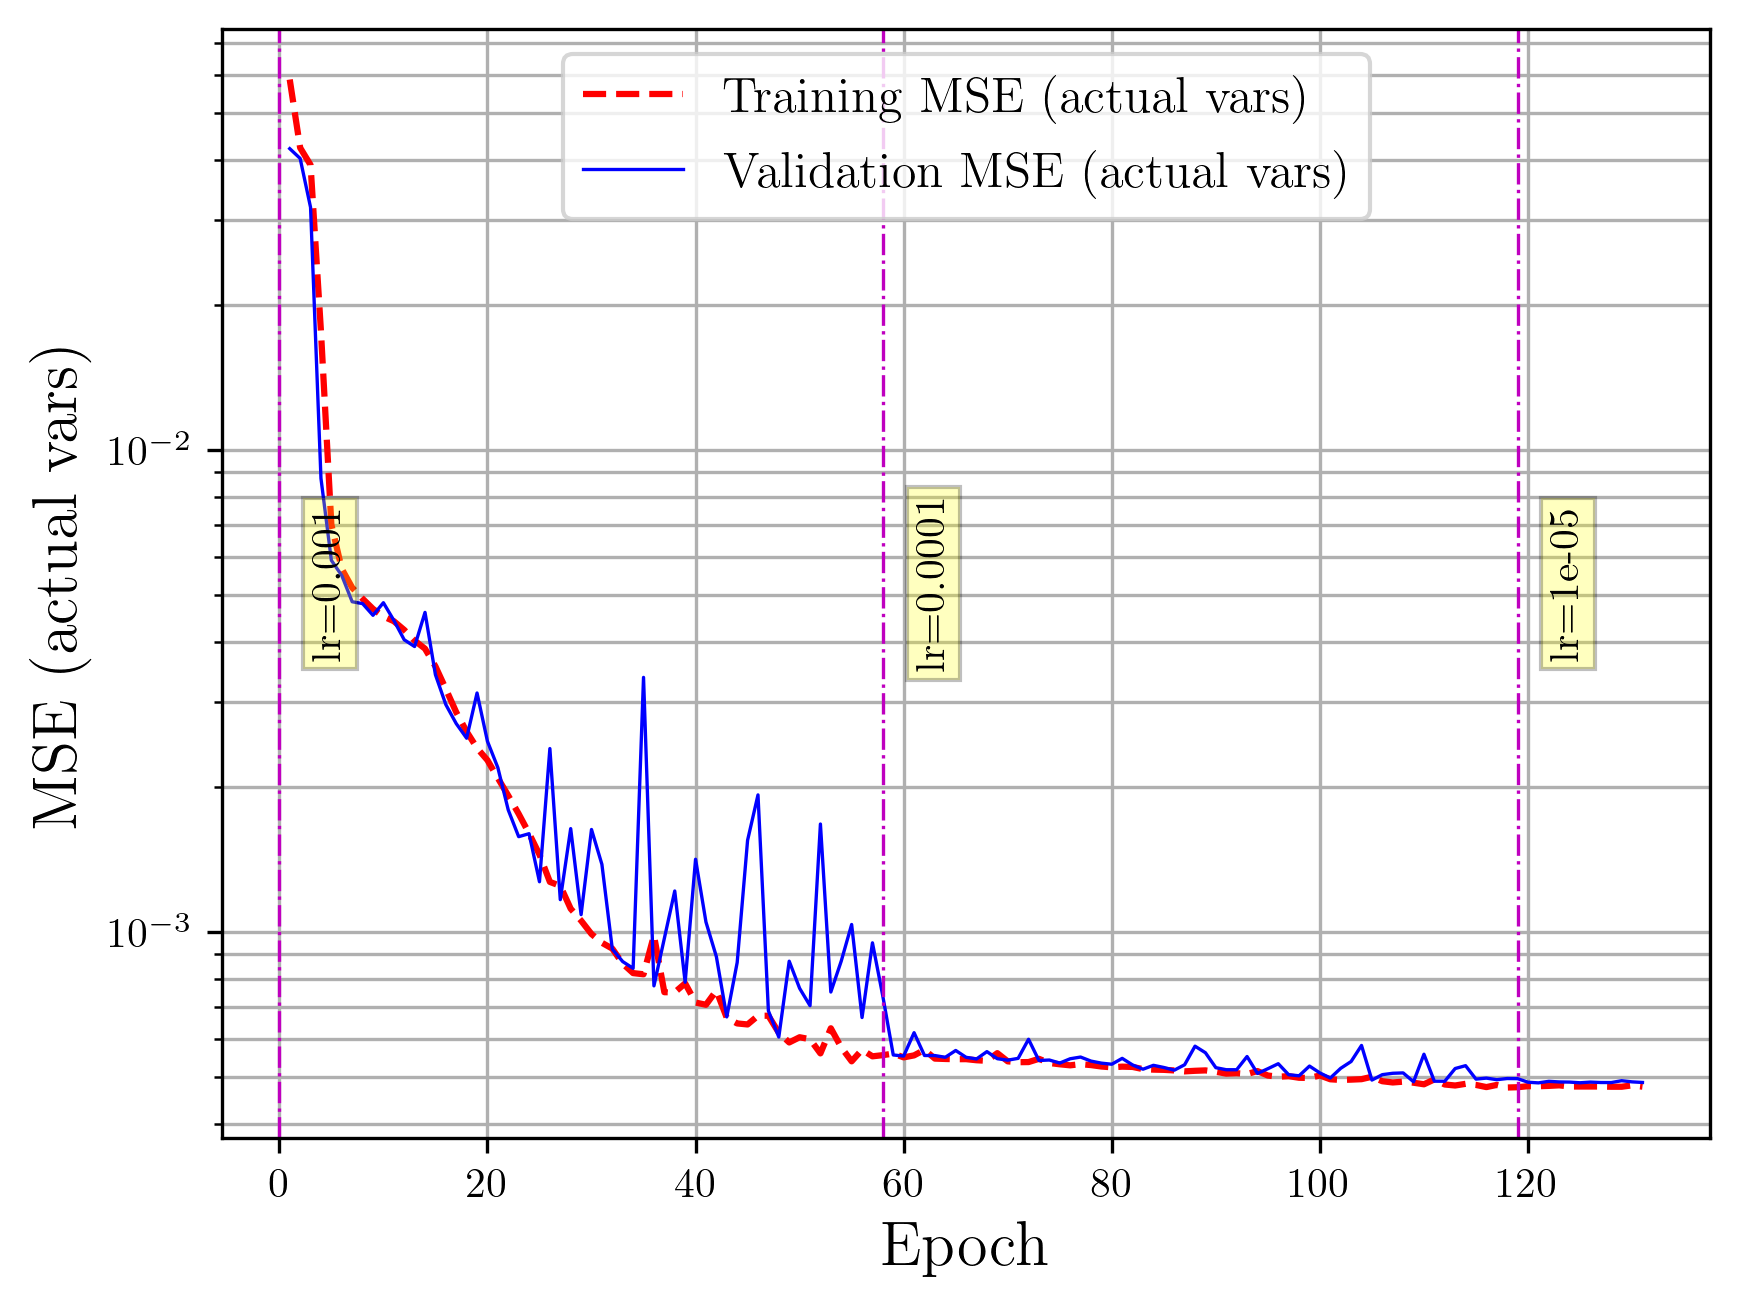 Training MSE (actual vars)
Validation MSE (actual vars)
MSE (actual vars)
10⁻²
10⁻³
lr=0.001
lr=0.0001
lr=1e-05
0 20 40 60 80 100 120
Epoch